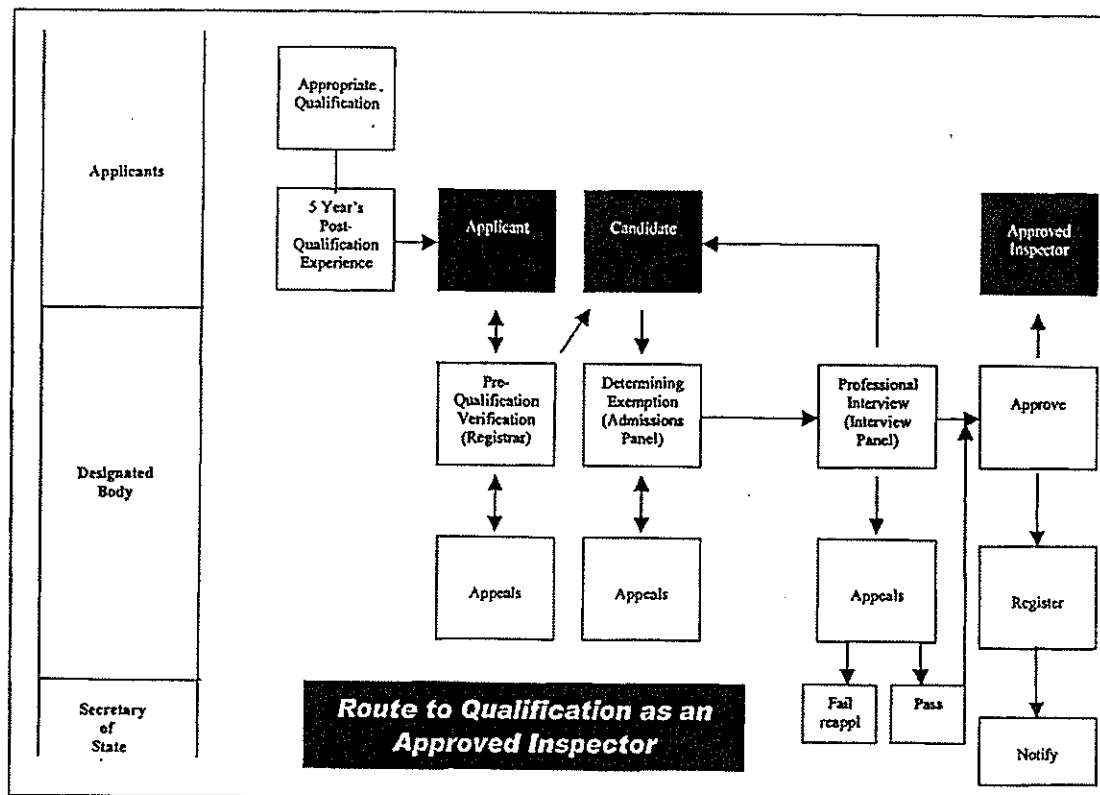 Applicants
Designated
Body
Secretary
of
State
Appropriate
Qualification
5 Year's
Post-
Qualification
Experience
Applicant
Candidate
Approved
Inspector
Pre-
Qualification
Verification
(Registrar)
Determining
Exemption
(Admissions
Panel)
Professional
Interview
(Interview
Panel)
Approve
Appeals
Appeals
Appeals
Register
Fail
reappl
Pass
Notify
Route to Qualification as an
Approved Inspector